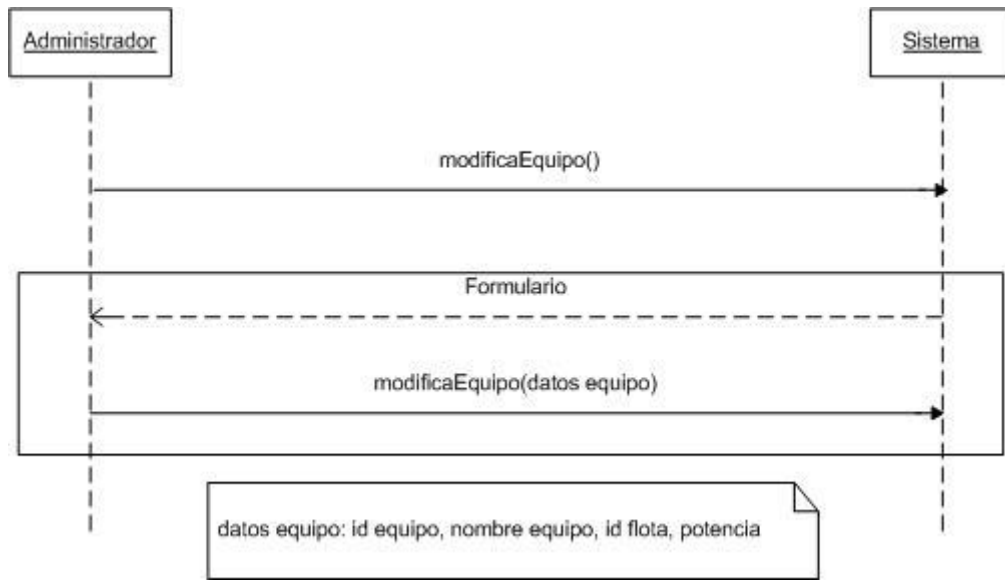 Administrador
Sistema
modificaEquipo()
Formulario
modificaEquipo(datos equipo)
datos equipo: id equipo, nombre equipo, id flota, potencia